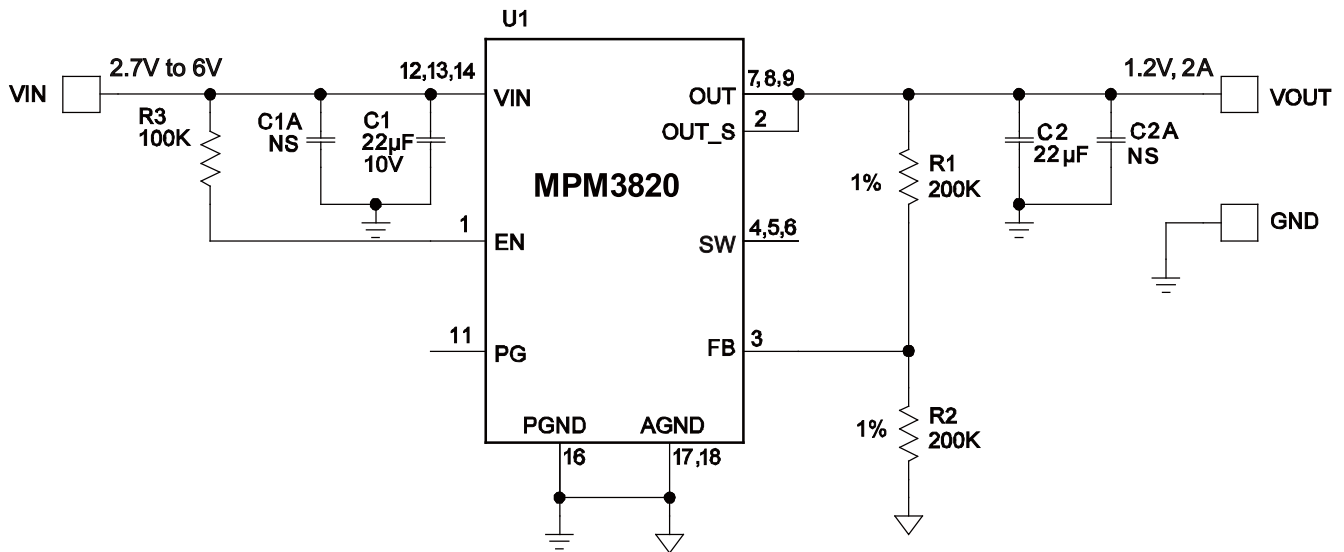 U1
2.7V to 6V
VIN
12,13,14
VIN
R3
100K
C1A
NS
C1
22µF
10V
1
EN
11
PG
MPM3820
PGND
16
AGND
17,18
7,8,9
OUT
OUT_S
2
4,5,6
SW
FB
3
1%
R1
200K
1%
R2
200K
C2
22µF
C2A
NS
1.2V, 2A
VOUT
GND